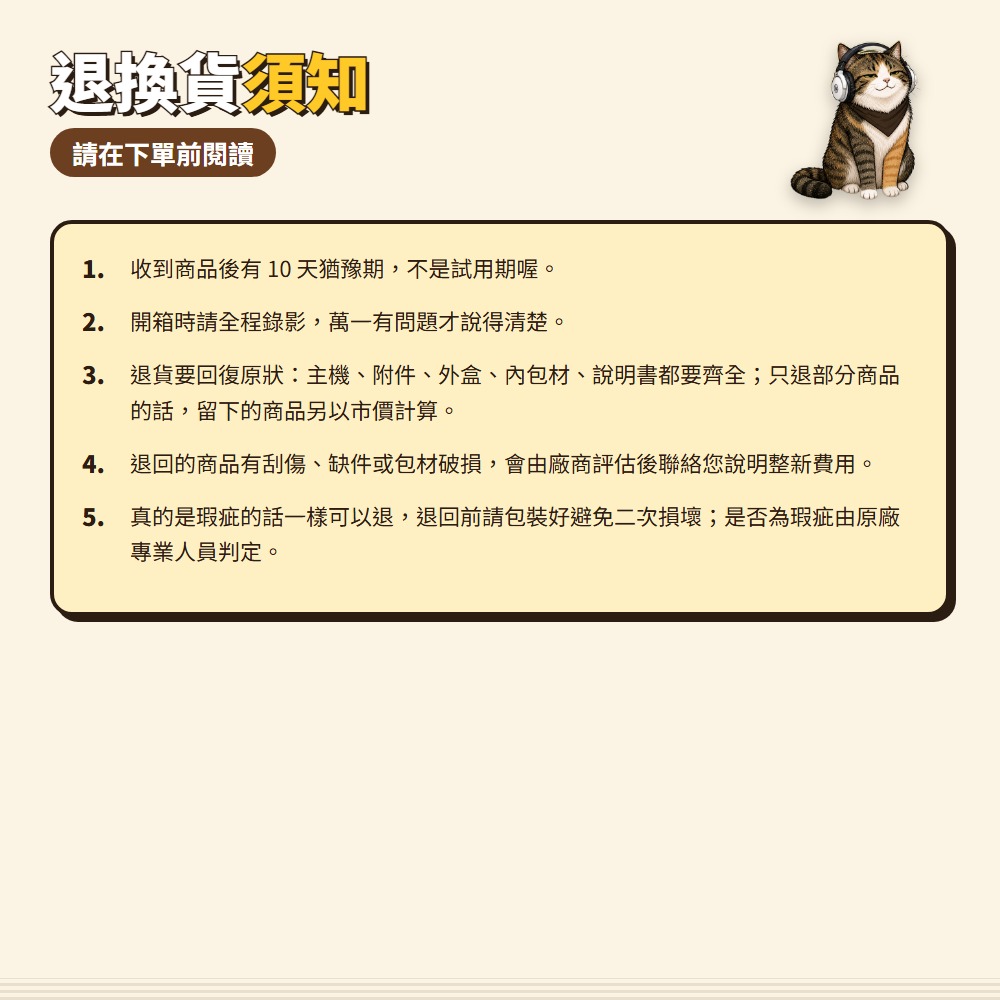 退換貨須知
請在下單前閱讀
1. 收到商品後有 10 天猶豫期，不是試用期喔。
2. 開箱時請全程錄影，萬一有問題才說得清楚。
3. 退貨要回復原狀：主機、附件、外盒、內包材、說明書都要齊全；只退部分商品
的話，留下的商品另以市價計算。
4. 退回的商品有刮傷、缺件或包材破損，會由廠商評估後聯絡您說明整新費用。
5. 真的是瑕疵的話一樣可以退，退回前請包裝好避免二次損壞；是否為瑕疵由原廠
專業人員判定。